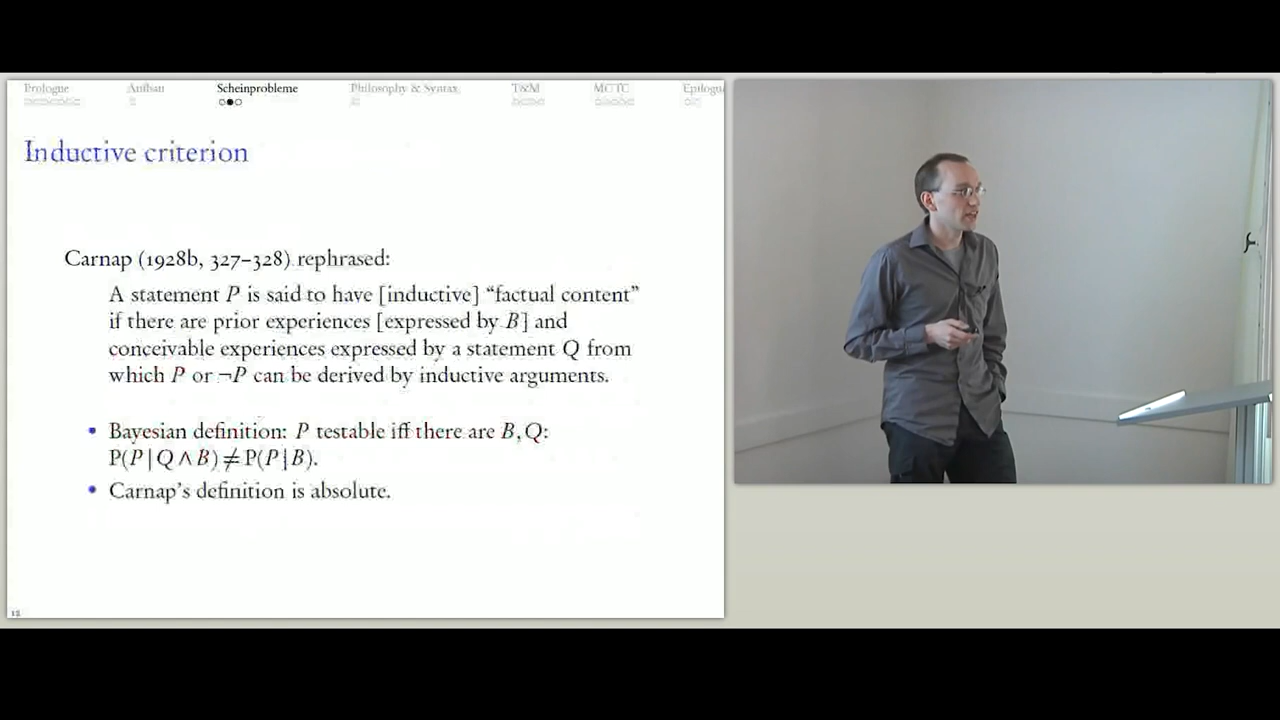 Prologue Aufbau Scheinprobleme Philosophy & Syntax T&M MCTC Epilogu
Inductive criterion
Carnap (1928b, 327–328) rephrased:
A statement P is said to have [inductive] “factual content”
if there are prior experiences [expressed by B] and
conceivable experiences expressed by a statement Q from
which P or ¬P can be derived by inductive arguments.
• Bayesian definition: P testable iff there are B, Q:
P(P | Q ∧ B) ≠ P(P | B).
• Carnap’s definition is absolute.
12